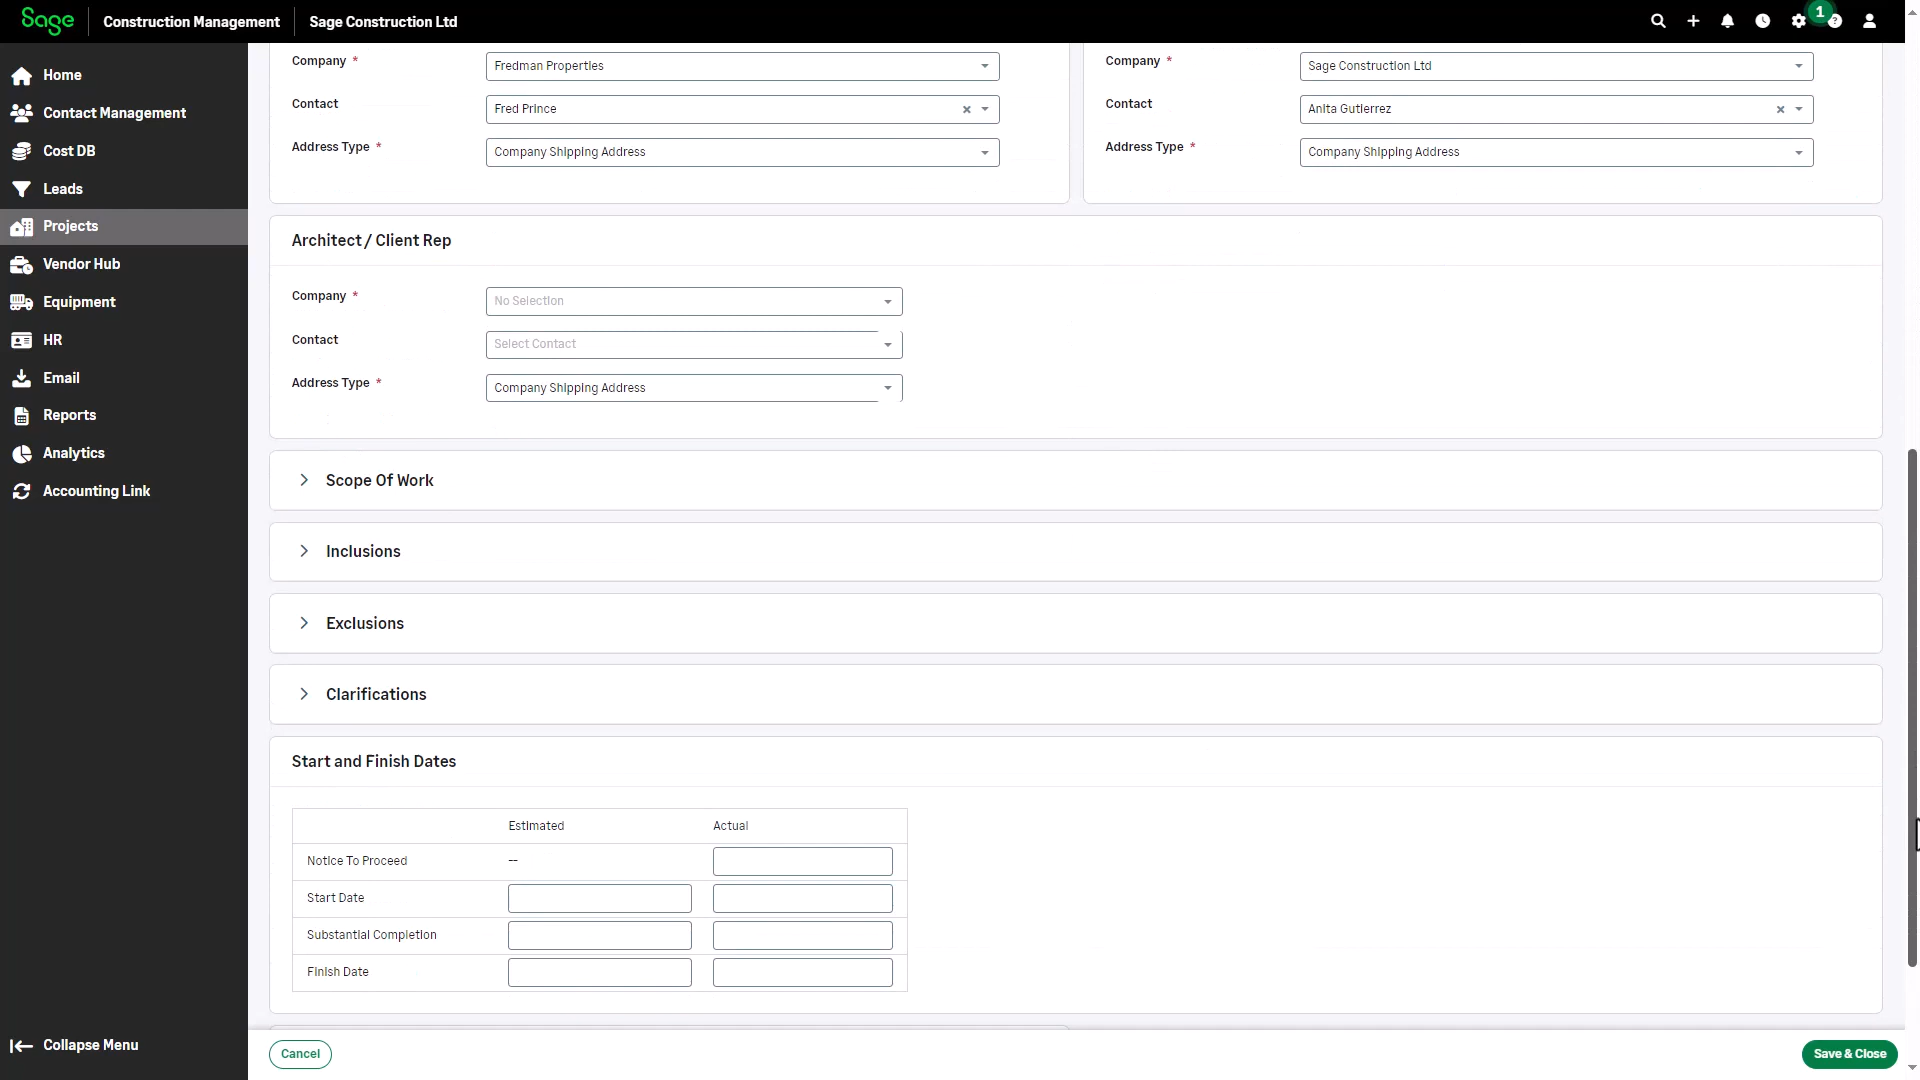 Sage Construction Management Sage Construction Ltd 1 ?
Home
Contact Management
Cost DB
Leads
Projects
Vendor Hub
Equipment
HR
Email
Reports
Analytics
Accounting Link
Collapse Menu
Company * Fredman Properties
Contact Fred Prince
Address Type * Company Shipping Address
Company * Sage Construction Ltd
Contact Anita Gutierrez
Address Type * Company Shipping Address
Architect / Client Rep
Company * No Selection
Contact Select Contact
Address Type * Company Shipping Address
Scope Of Work
Inclusions
Exclusions
Clarifications
Start and Finish Dates
Estimated Actual
Notice To Proceed --
Start Date
Substantial Completion
Finish Date
Cancel Save & Close